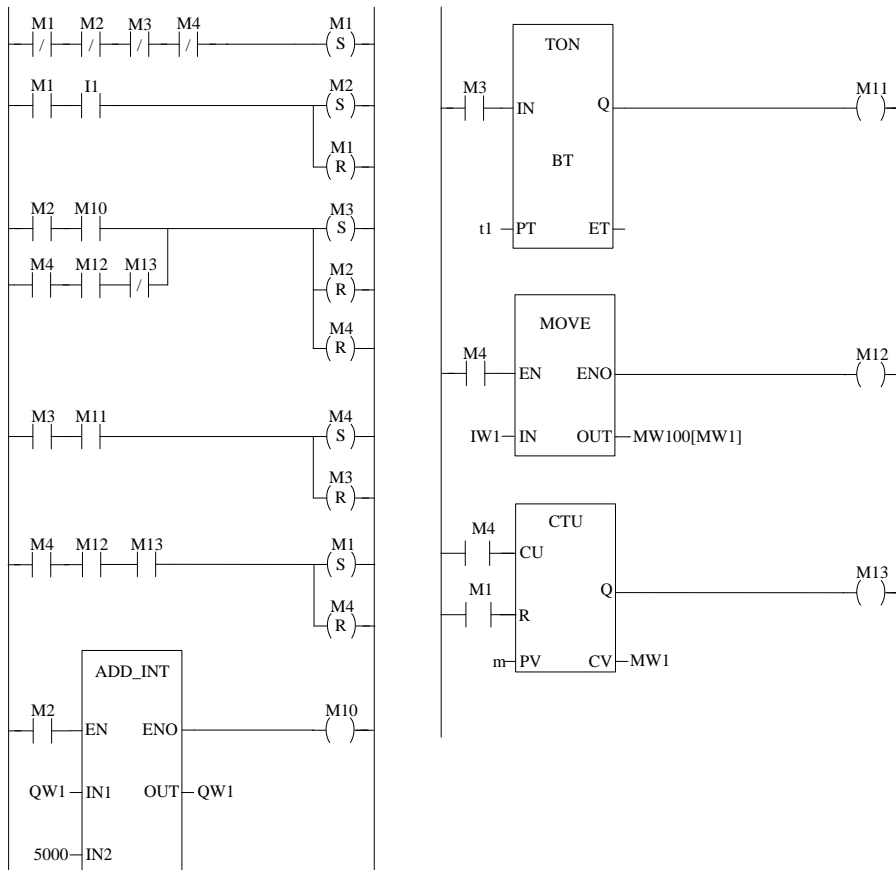 M1 M2 M3 M4 M1
/ / / / S
M1 I1 M2
S
M1
R
M2 M10 M3
S
M4 M12 M13 M2
/ R
M4
R
M3 M11 M4
S
M3
R
M4 M12 M13 M1
S
M4
R
ADD_INT
M2 M10
EN ENO
QW1 IN1 OUT QW1
5000 IN2
TON
M3 M11
IN Q
BT
t1 PT ET
MOVE
M4 M12
EN ENO
IW1 IN OUT MW100[MW1]
CTU
M4
CU
M1 M13
Q
R
m PV CV MW1